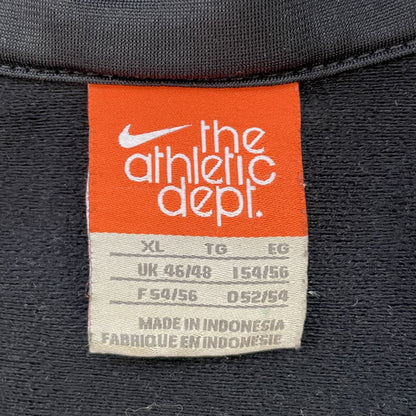 the
athletic
dept.
XL TG EG
UK 46/48 I 54/56
F 54/56 D 52/54
MADE IN INDONESIA
FABRIQUE EN INDONESIE